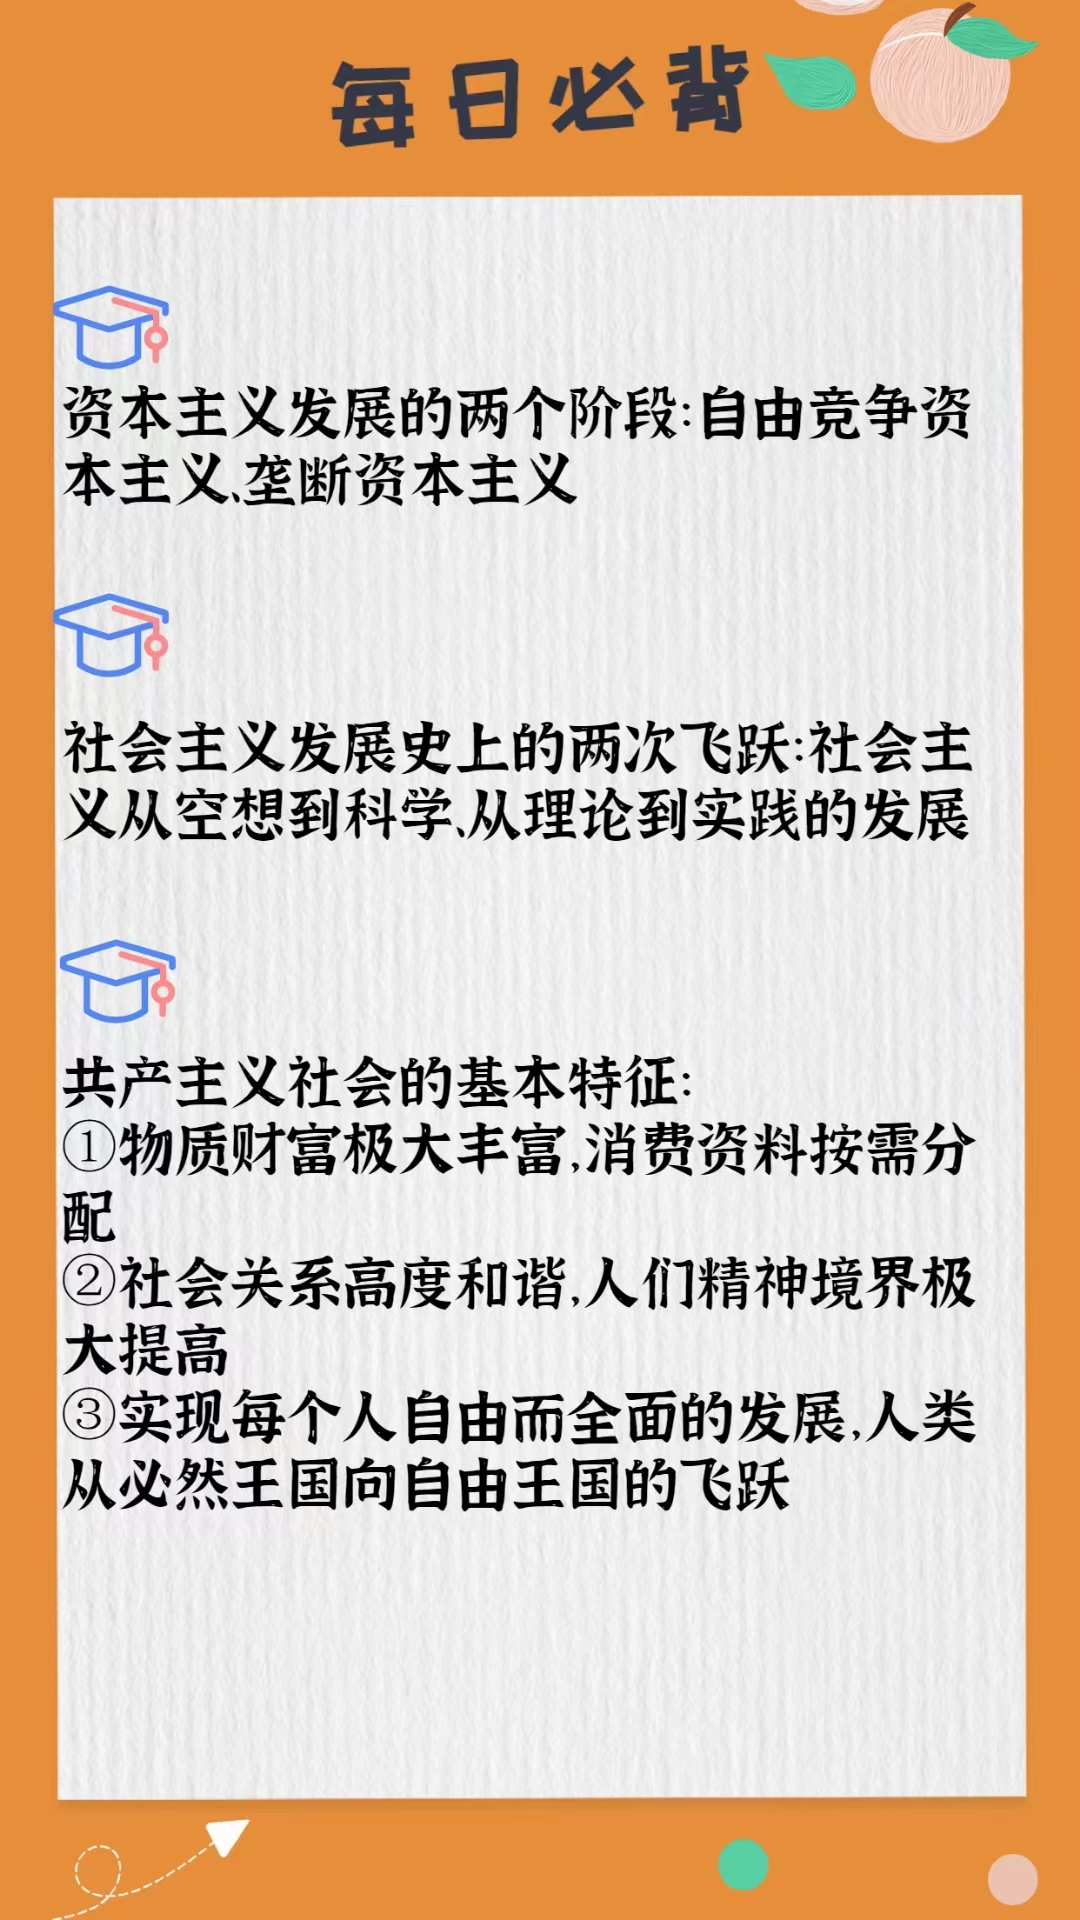 每日必背
资本主义发展的两个阶段:自由竞争资
本主义、垄断资本主义
社会主义发展史上的两次飞跃:社会主
义从空想到科学、从理论到实践的发展
共产主义社会的基本特征:
①物质财富极大丰富,消费资料按需分
配
②社会关系高度和谐,人们精神境界极
大提高
③实现每个人自由而全面的发展,人类
从必然王国向自由王国的飞跃